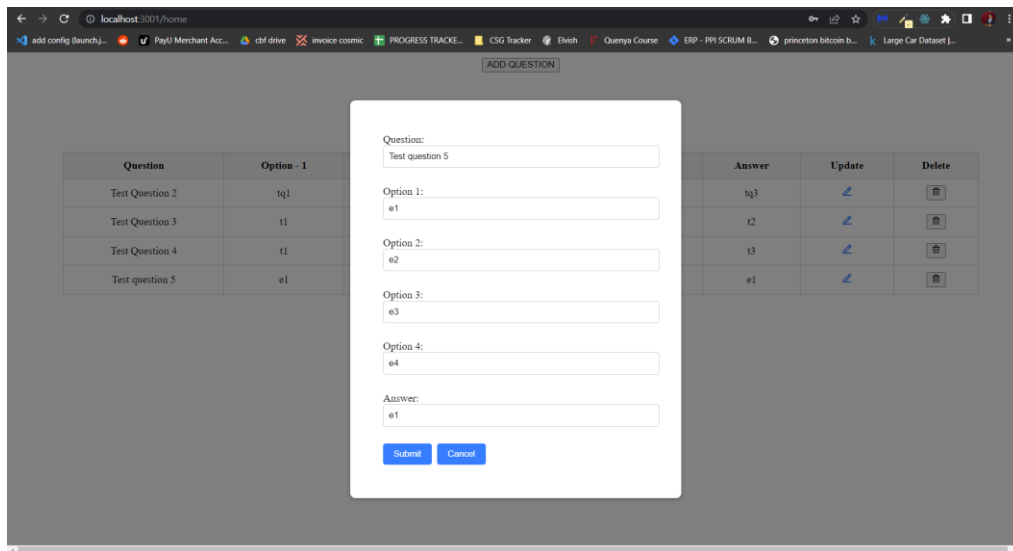 localhost:3001/home
add config (launch.j... PayU Merchant Acc... cbf drive invoice cosmic PROGRESS TRACKE... CSG Tracker Elvish Quenya Course ERP - PPI SCRUM B... princeton bitcoin b... Large Car Dataset |...
ADD QUESTION
Question:
Test question 5
Option 1:
e1
Option 2:
e2
Option 3:
e3
Option 4:
e4
Answer:
e1
Submit Cancel
Question Option - 1 Answer Update Delete
Test Question 2 tq1 tq3
Test Question 3 t1 t2
Test Question 4 t1 t3
Test question 5 e1 e1